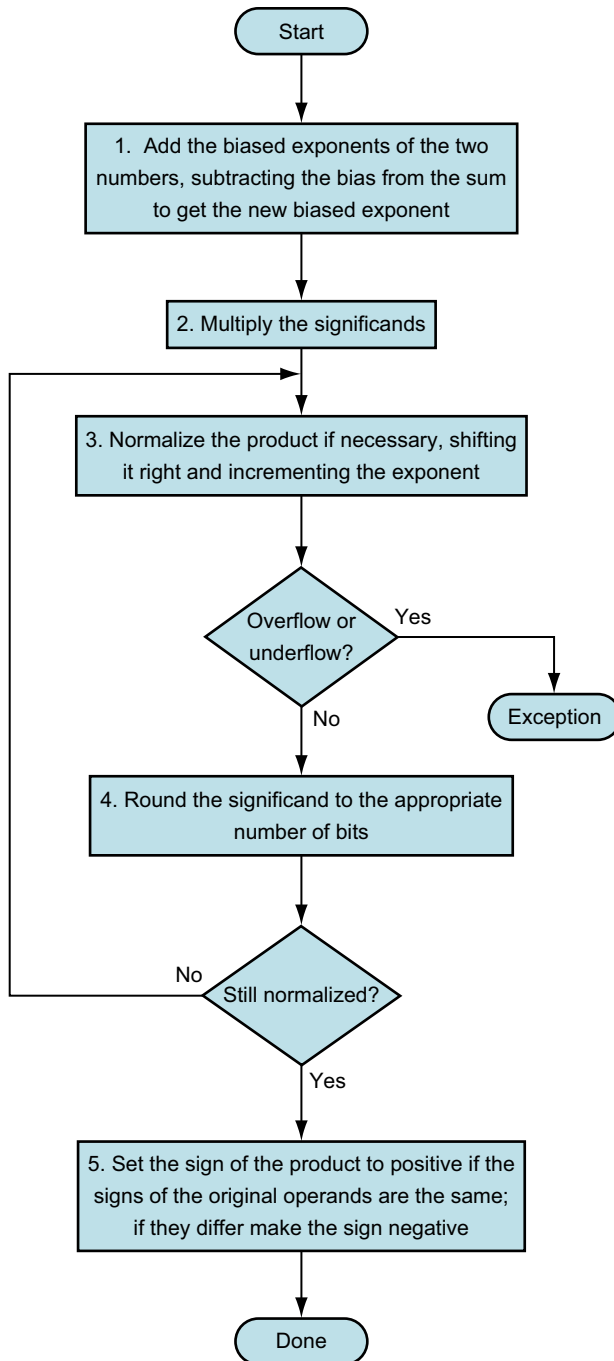 Start
1. Add the biased exponents of the two
numbers, subtracting the bias from the sum
to get the new biased exponent
2. Multiply the significands
3. Normalize the product if necessary, shifting
it right and incrementing the exponent
Overflow or
underflow?
Yes
No
Exception
4. Round the significand to the appropriate
number of bits
No
Still normalized?
Yes
5. Set the sign of the product to positive if the
signs of the original operands are the same;
if they differ make the sign negative
Done